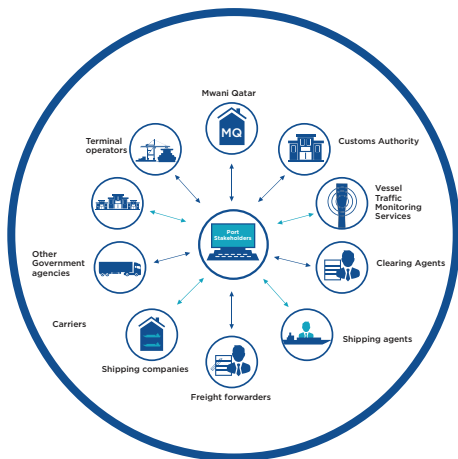 Mwani Qatar
MQ
Terminal
operators
Customs Authority
Vessel
Traffic
Monitoring
Services
Port
Stakeholders
Other
Government
agencies
Clearing Agents
Carriers
Shipping agents
Shipping companies
Freight forwarders